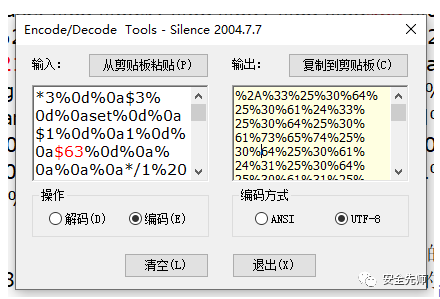 Encode/Decode Tools - Silence 2004.7.7
输入:
从剪贴板粘贴(P)
输出:
复制到剪贴板(C)
*3%0d%0a$3%
0d%0aset%0d%0a
$1%0d%0a1%0d%
0a$63%0d%0a%
0a%0a%0a*/1%20
%2A%33%25%30%64%
25%30%61%24%33%
25%30%64%25%30%
61%73%65%74%25%
30%64%25%30%61%
24%31%25%30%64%
25%30%61%31%25%
操作
解码(D)
编码(E)
编码方式
ANSI
UTF-8
清空(L)
退出(X)
安全先师